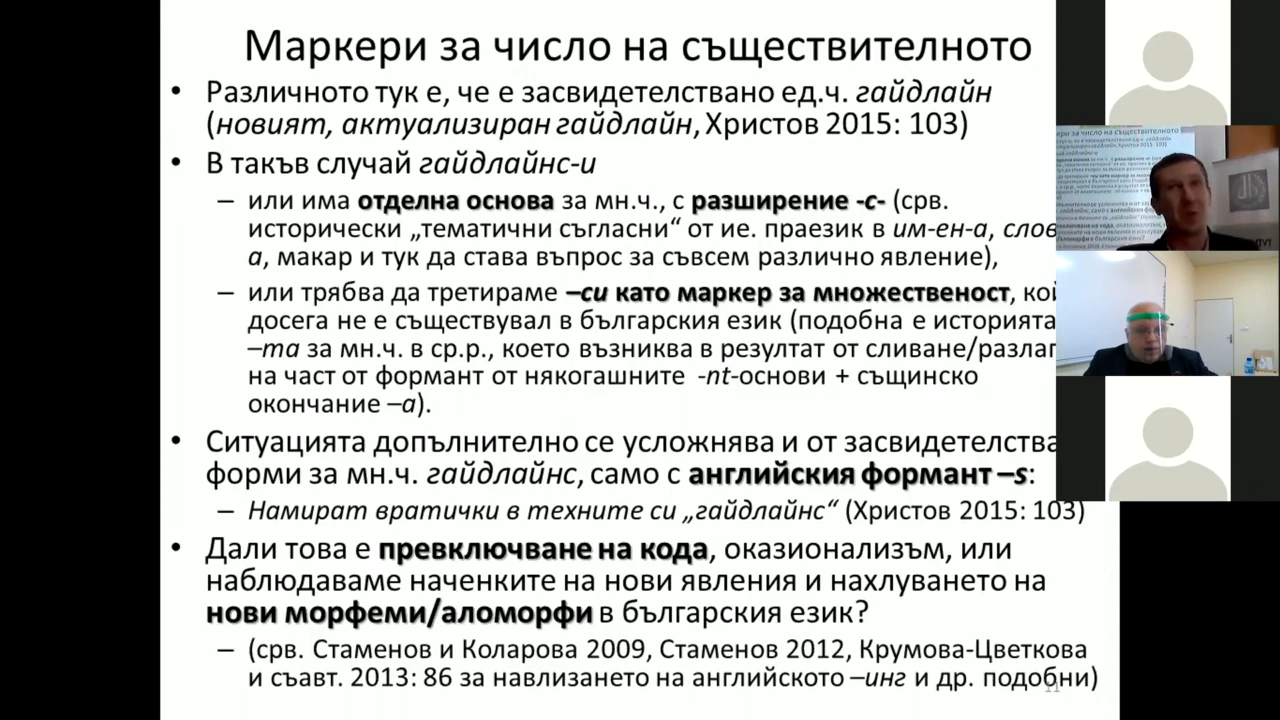 Маркери за число на съществителното
• Различното тук е, че е засвидетелствано ед.ч. гайдлайн
(новият, актуализиран гайдлайн, Христов 2015: 103)
• В такъв случай гайдлайнс-и
– или има отделна основа за мн.ч., с разширение -с- (срв.
исторически „тематични съгласни“ от ие. праезик в им-ен-а, слов
а, макар и тук да става въпрос за съвсем различно явление),
– или трябва да третираме –си като маркер за множественост, кой
досега не е съществувал в българския език (подобна е историята
–та за мн.ч. в ср.р., което възниква в резултат от сливане/разлаг
на част от формант от някогашните -nt-основи + същинско
окончание –а).
• Ситуацията допълнително се усложнява и от засвидетелства
форми за мн.ч. гайдлайнс, само с английския формант –s:
– Намират вратички в техните си „гайдлайнс“ (Христов 2015: 103)
• Дали това е превключване на кода, оказионализъм, или
наблюдаваме наченките на нови явления и нахлуването на
нови морфеми/аломорфи в българския език?
– (срв. Стаменов и Коларова 2009, Стаменов 2012, Крумова-Цветкова
и съавт. 2013: 86 за навлизането на английското –инг и др. подобни)
11